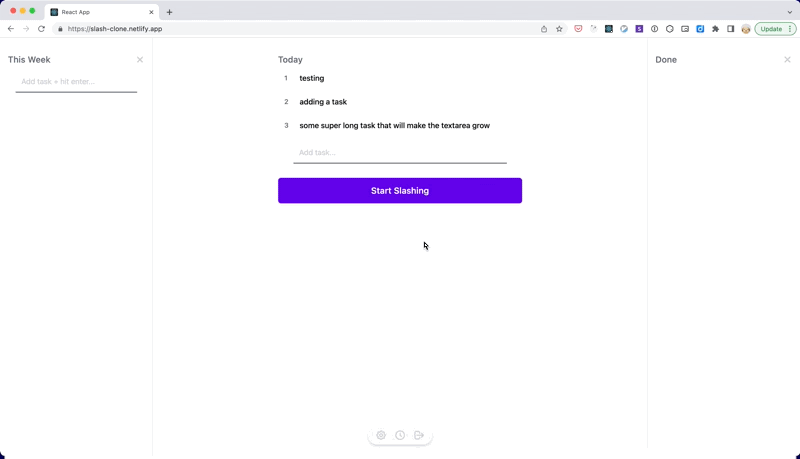 React App
https://slash-clone.netlify.app
Update
This Week
Add task + hit enter...
Today
1 testing
2 adding a task
3 some super long task that will make the textarea grow
Add task...
Start Slashing
Done